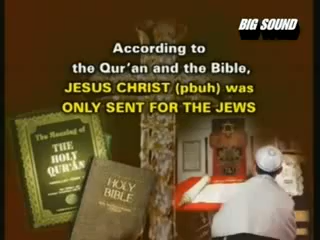 BIG SOUND
According to
the Qur'an and the Bible,
JESUS CHRIST (pbuh) was
ONLY SENT FOR THE JEWS
The Meaning of
THE
HOLY
QUR'AN
HOLY
BIBLE